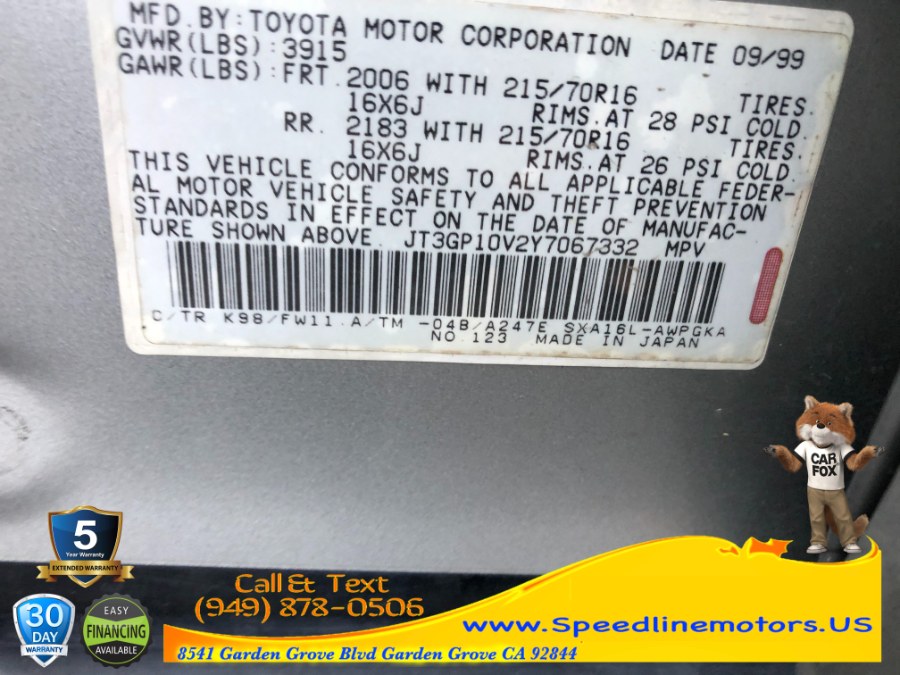 MFD.BY:TOYOTA MOTOR CORPORATION DATE 09/99
GVWR(LBS):3915
GAWR(LBS):FRT.2006 WITH 215/70R16 TIRES.
16X6J RIMS.AT 28 PSI COLD.
RR. 2183 WITH 215/70R16 TIRES.
16X6J RIMS.AT 26 PSI COLD.
THIS VEHICLE CONFORMS TO ALL APPLICABLE FEDER-
AL MOTOR VEHICLE SAFETY AND THEFT PREVENTION
STANDARDS IN EFFECT ON THE DATE OF MANUFAC-
TURE SHOWN ABOVE. JT3GP10V2Y7067332 MPV
C/TR K98/FW11.A/TM -04B/A247E SXA16L-AWPGKA
NO.123 MADE IN JAPAN
CAR
FOX
5
Year Warranty
EXTENDED WARRANTY
30
DAY
WARRANTY
EASY
FINANCING
AVAILABLE
Call & Text
(949) 878-0506
www.Speedlinemotors.US
8541 Garden Grove Blvd Garden Grove CA 92844